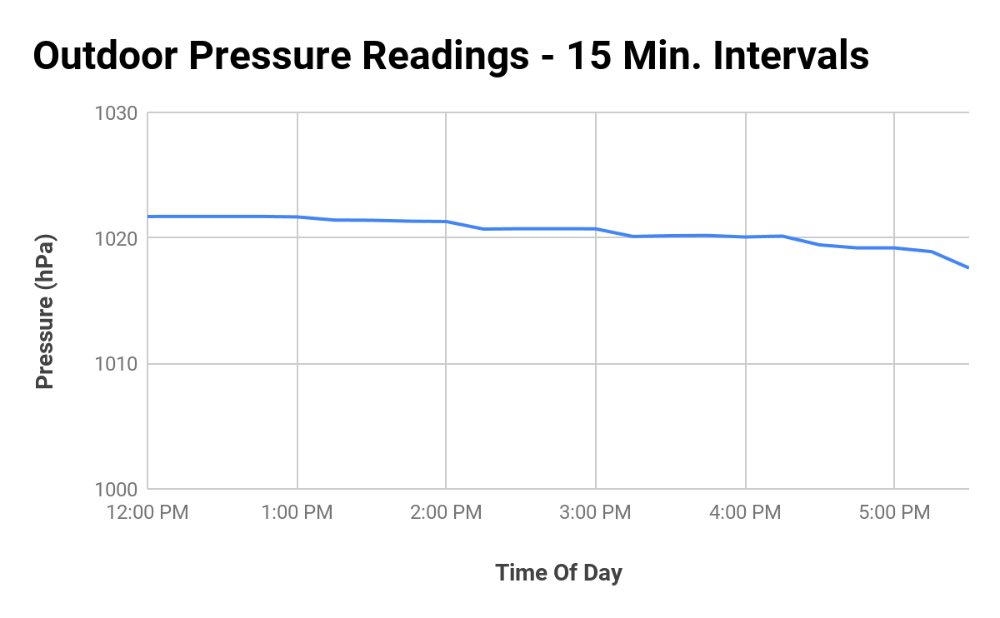 Outdoor Pressure Readings - 15 Min. Intervals
1030
1020
1010
1000
Pressure (hPa)
12:00 PM 1:00 PM 2:00 PM 3:00 PM 4:00 PM 5:00 PM
Time Of Day